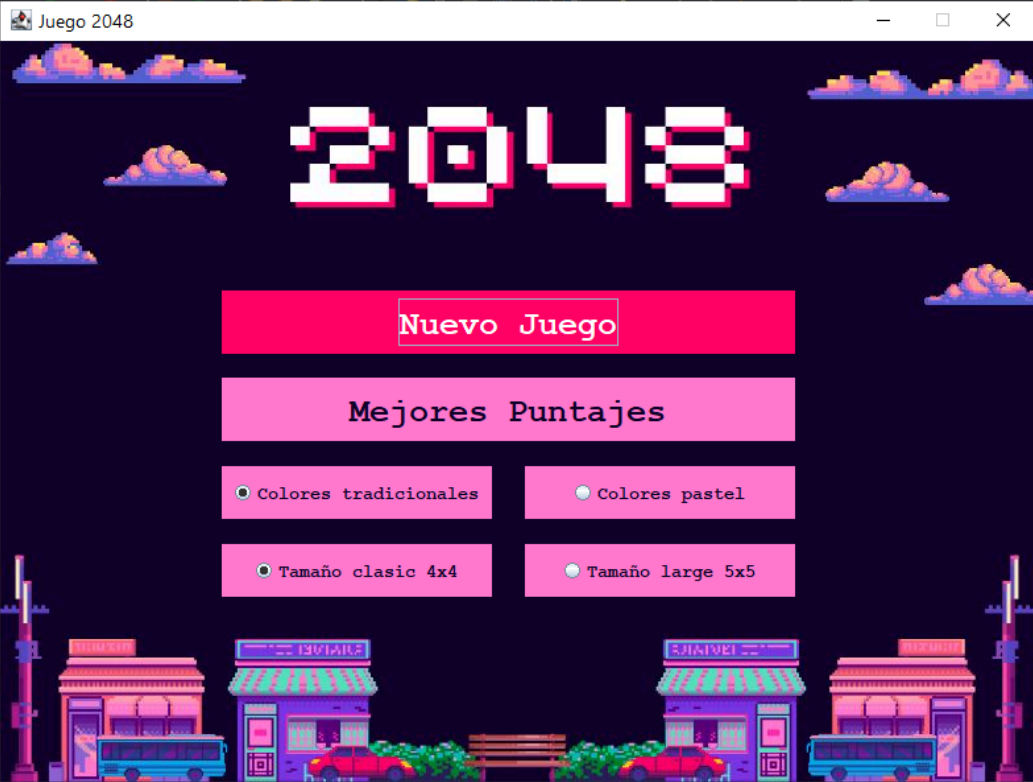 Juego 2048
2048
Nuevo Juego
Mejores Puntajes
Colores tradicionales
Colores pastel
Tamaño clasic 4x4
Tamaño large 5x5